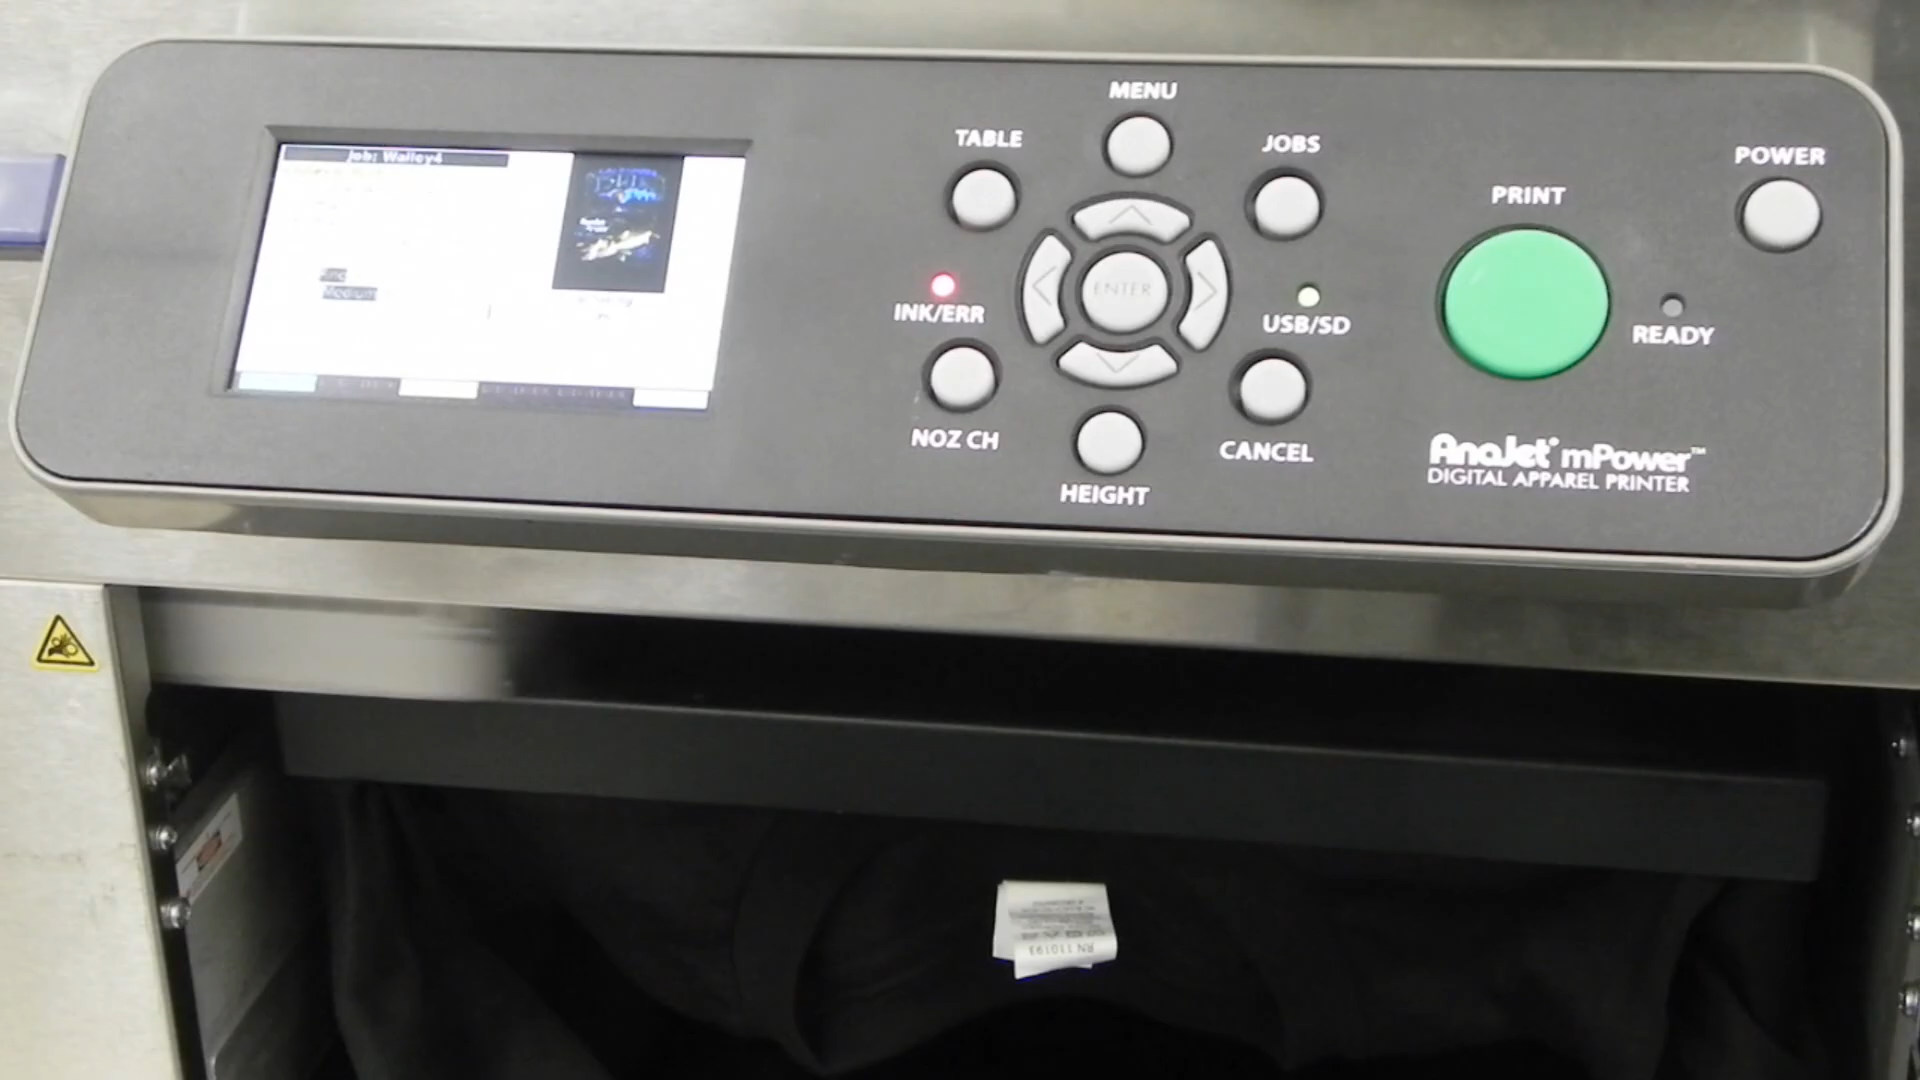 Job: Walley4
Medium
MENU
TABLE
JOBS
POWER
PRINT
ENTER
INK/ERR
USB/SD
READY
NOZ CH
CANCEL
HEIGHT
AnaJet mPower™
DIGITAL APPAREL PRINTER
RN 110193